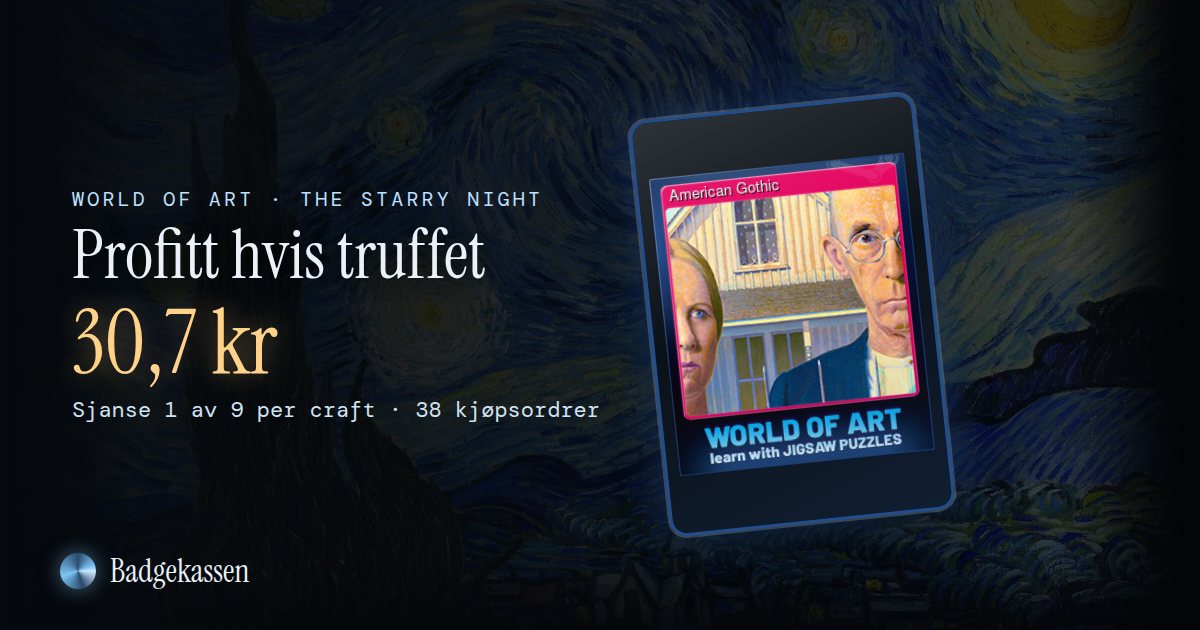 WORLD OF ART · THE STARRY NIGHT
Profitt hvis truffet
30,7 kr
Sjanse 1 av 9 per craft · 38 kjøpsordrer
Badgekassen
American Gothic
WORLD OF ART
learn with JIGSAW PUZZLES